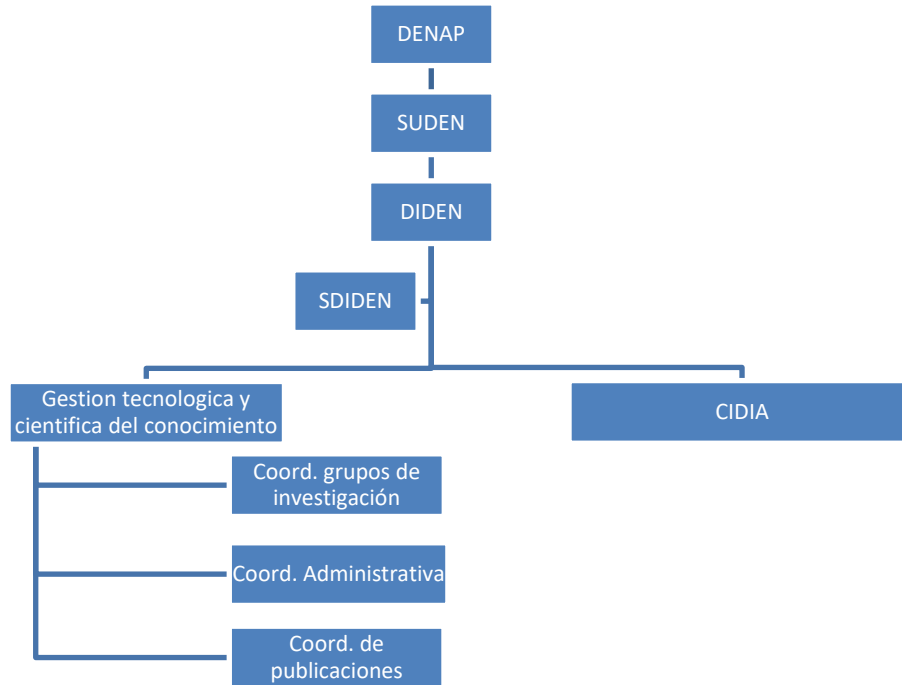 DENAP
SUDEN
DIDEN
SDIDEN
Gestion tecnologica y
cientifica del conocimiento
CIDIA
Coord. grupos de
investigación
Coord. Administrativa
Coord. de
publicaciones